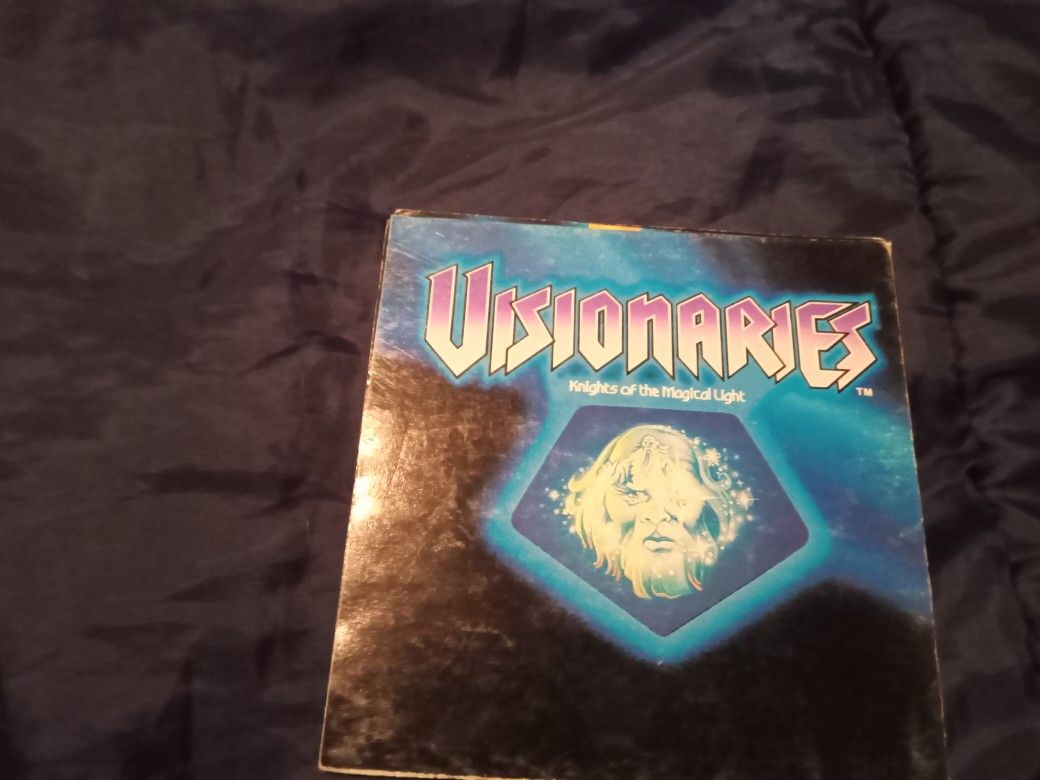 VISIONARIES
TM
Knights of the Magical Light